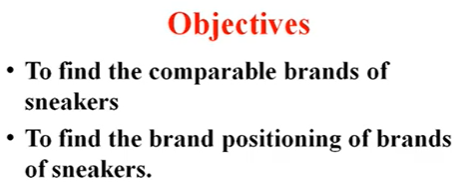 Objectives
• To find the comparable brands of
sneakers
• To find the brand positioning of brands
of sneakers.